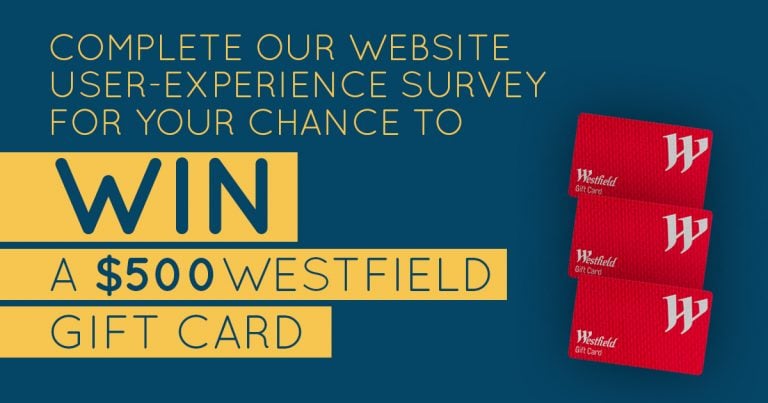 COMPLETE OUR WEBSITE
USER-EXPERIENCE SURVEY
FOR YOUR CHANCE TO
WIN
A $500 WESTFIELD
GIFT CARD
W
Westfield
Gift Card
W
Westfield
Gift Card
W
Westfield
Gift Card